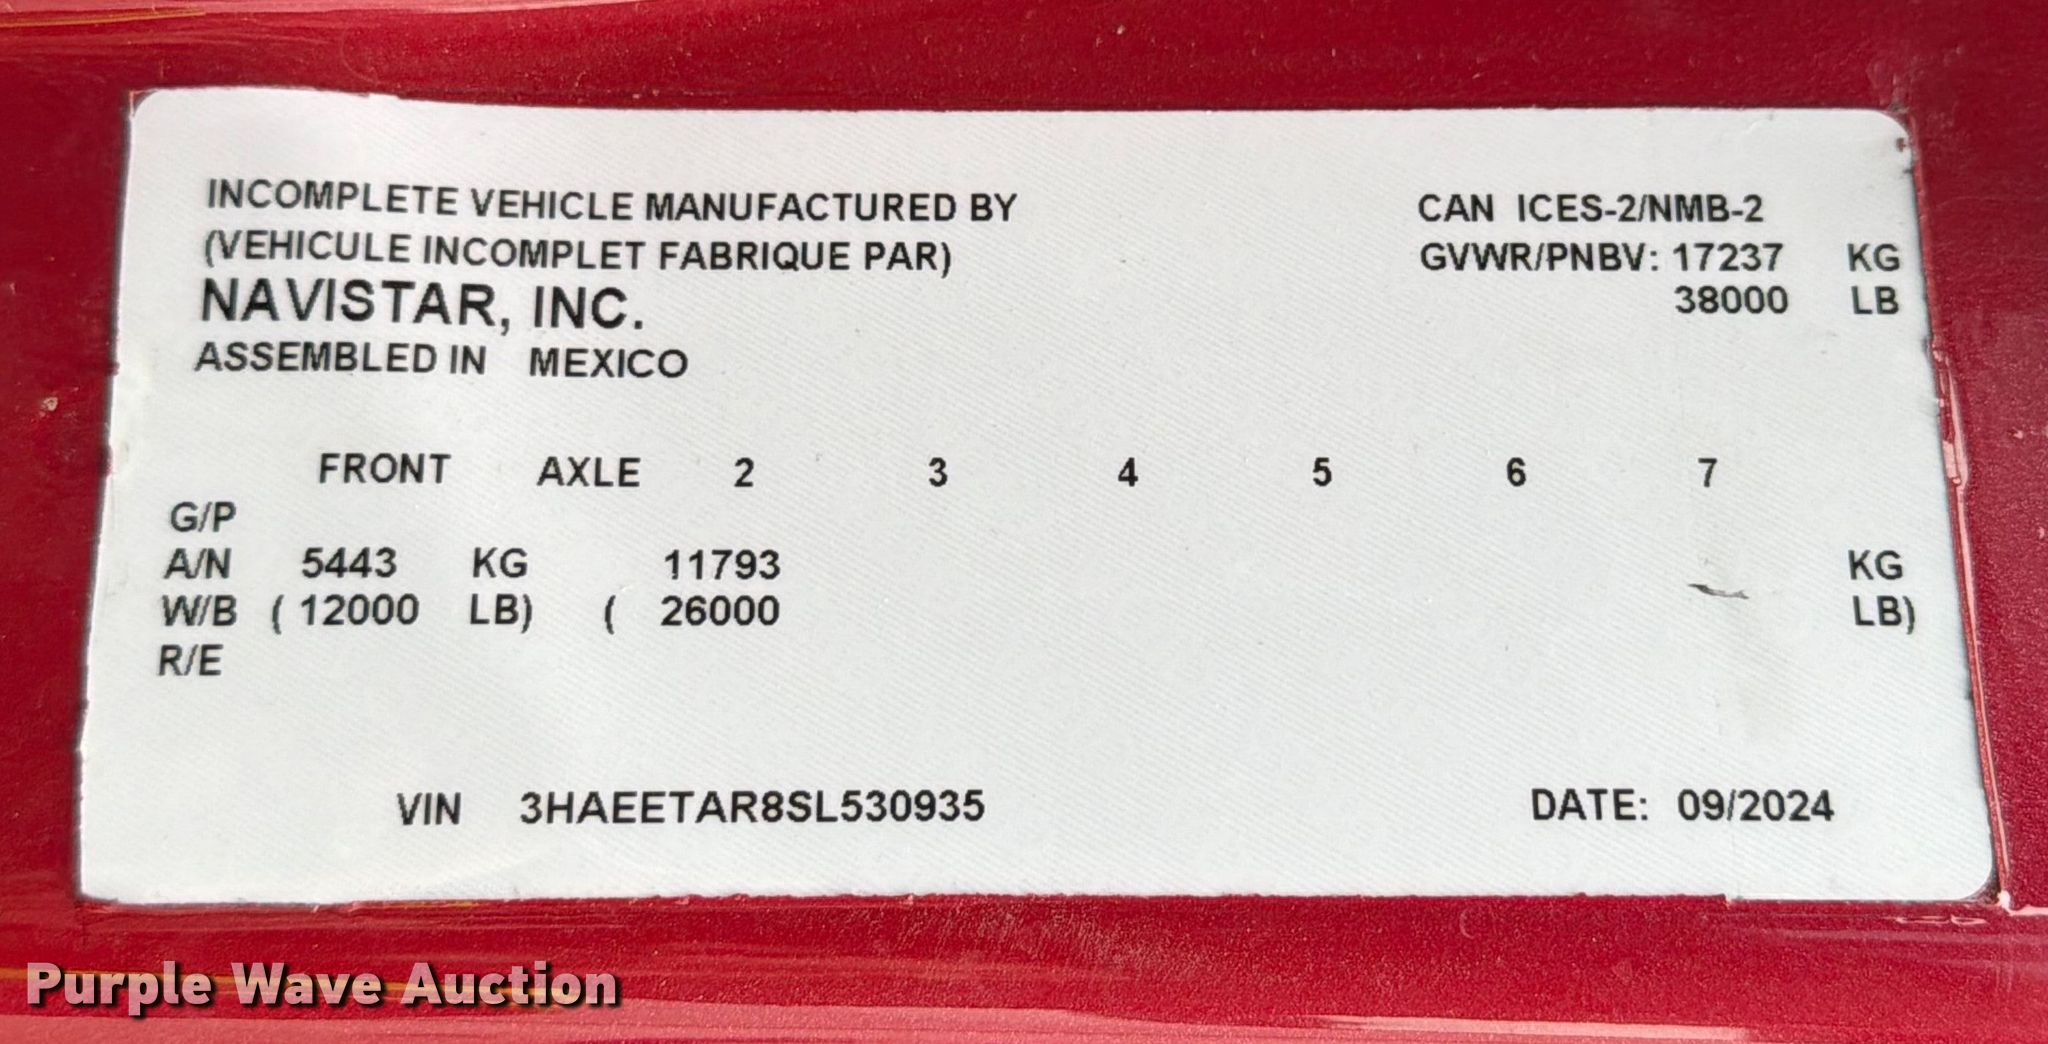 INCOMPLETE VEHICLE MANUFACTURED BY
(VEHICULE INCOMPLET FABRIQUE PAR)
NAVISTAR, INC.
ASSEMBLED IN MEXICO
CAN ICES-2/NMB-2
GVWR/PNBV: 17237 KG
38000 LB
FRONT AXLE 2 3 4 5 6 7
G/P
A/N 5443 KG 11793 KG
W/B ( 12000 LB) ( 26000 LB)
R/E
VIN 3HAEETAR8SL530935 DATE: 09/2024
Purple Wave Auction